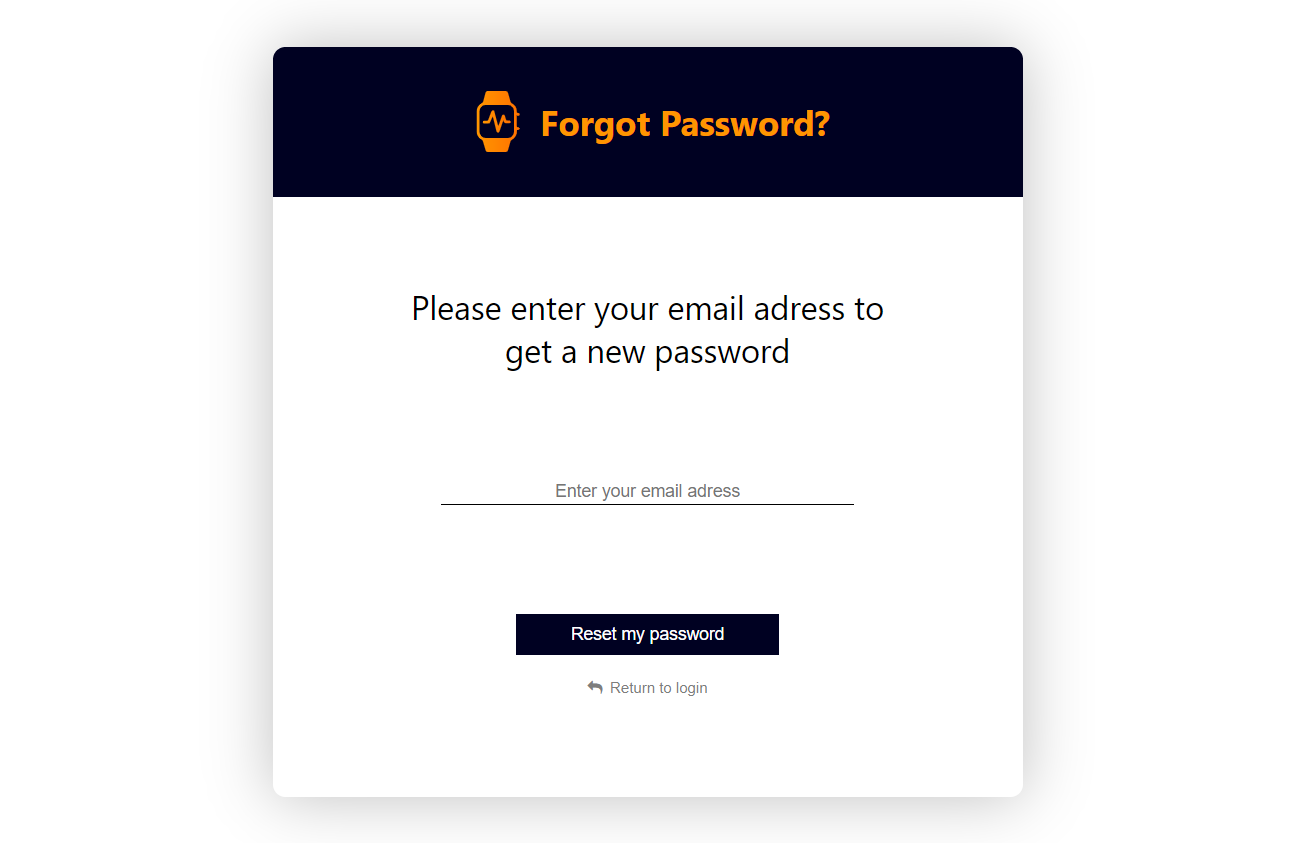 Forgot Password?
Please enter your email adress to
get a new password
Enter your email adress
Reset my password
Return to login